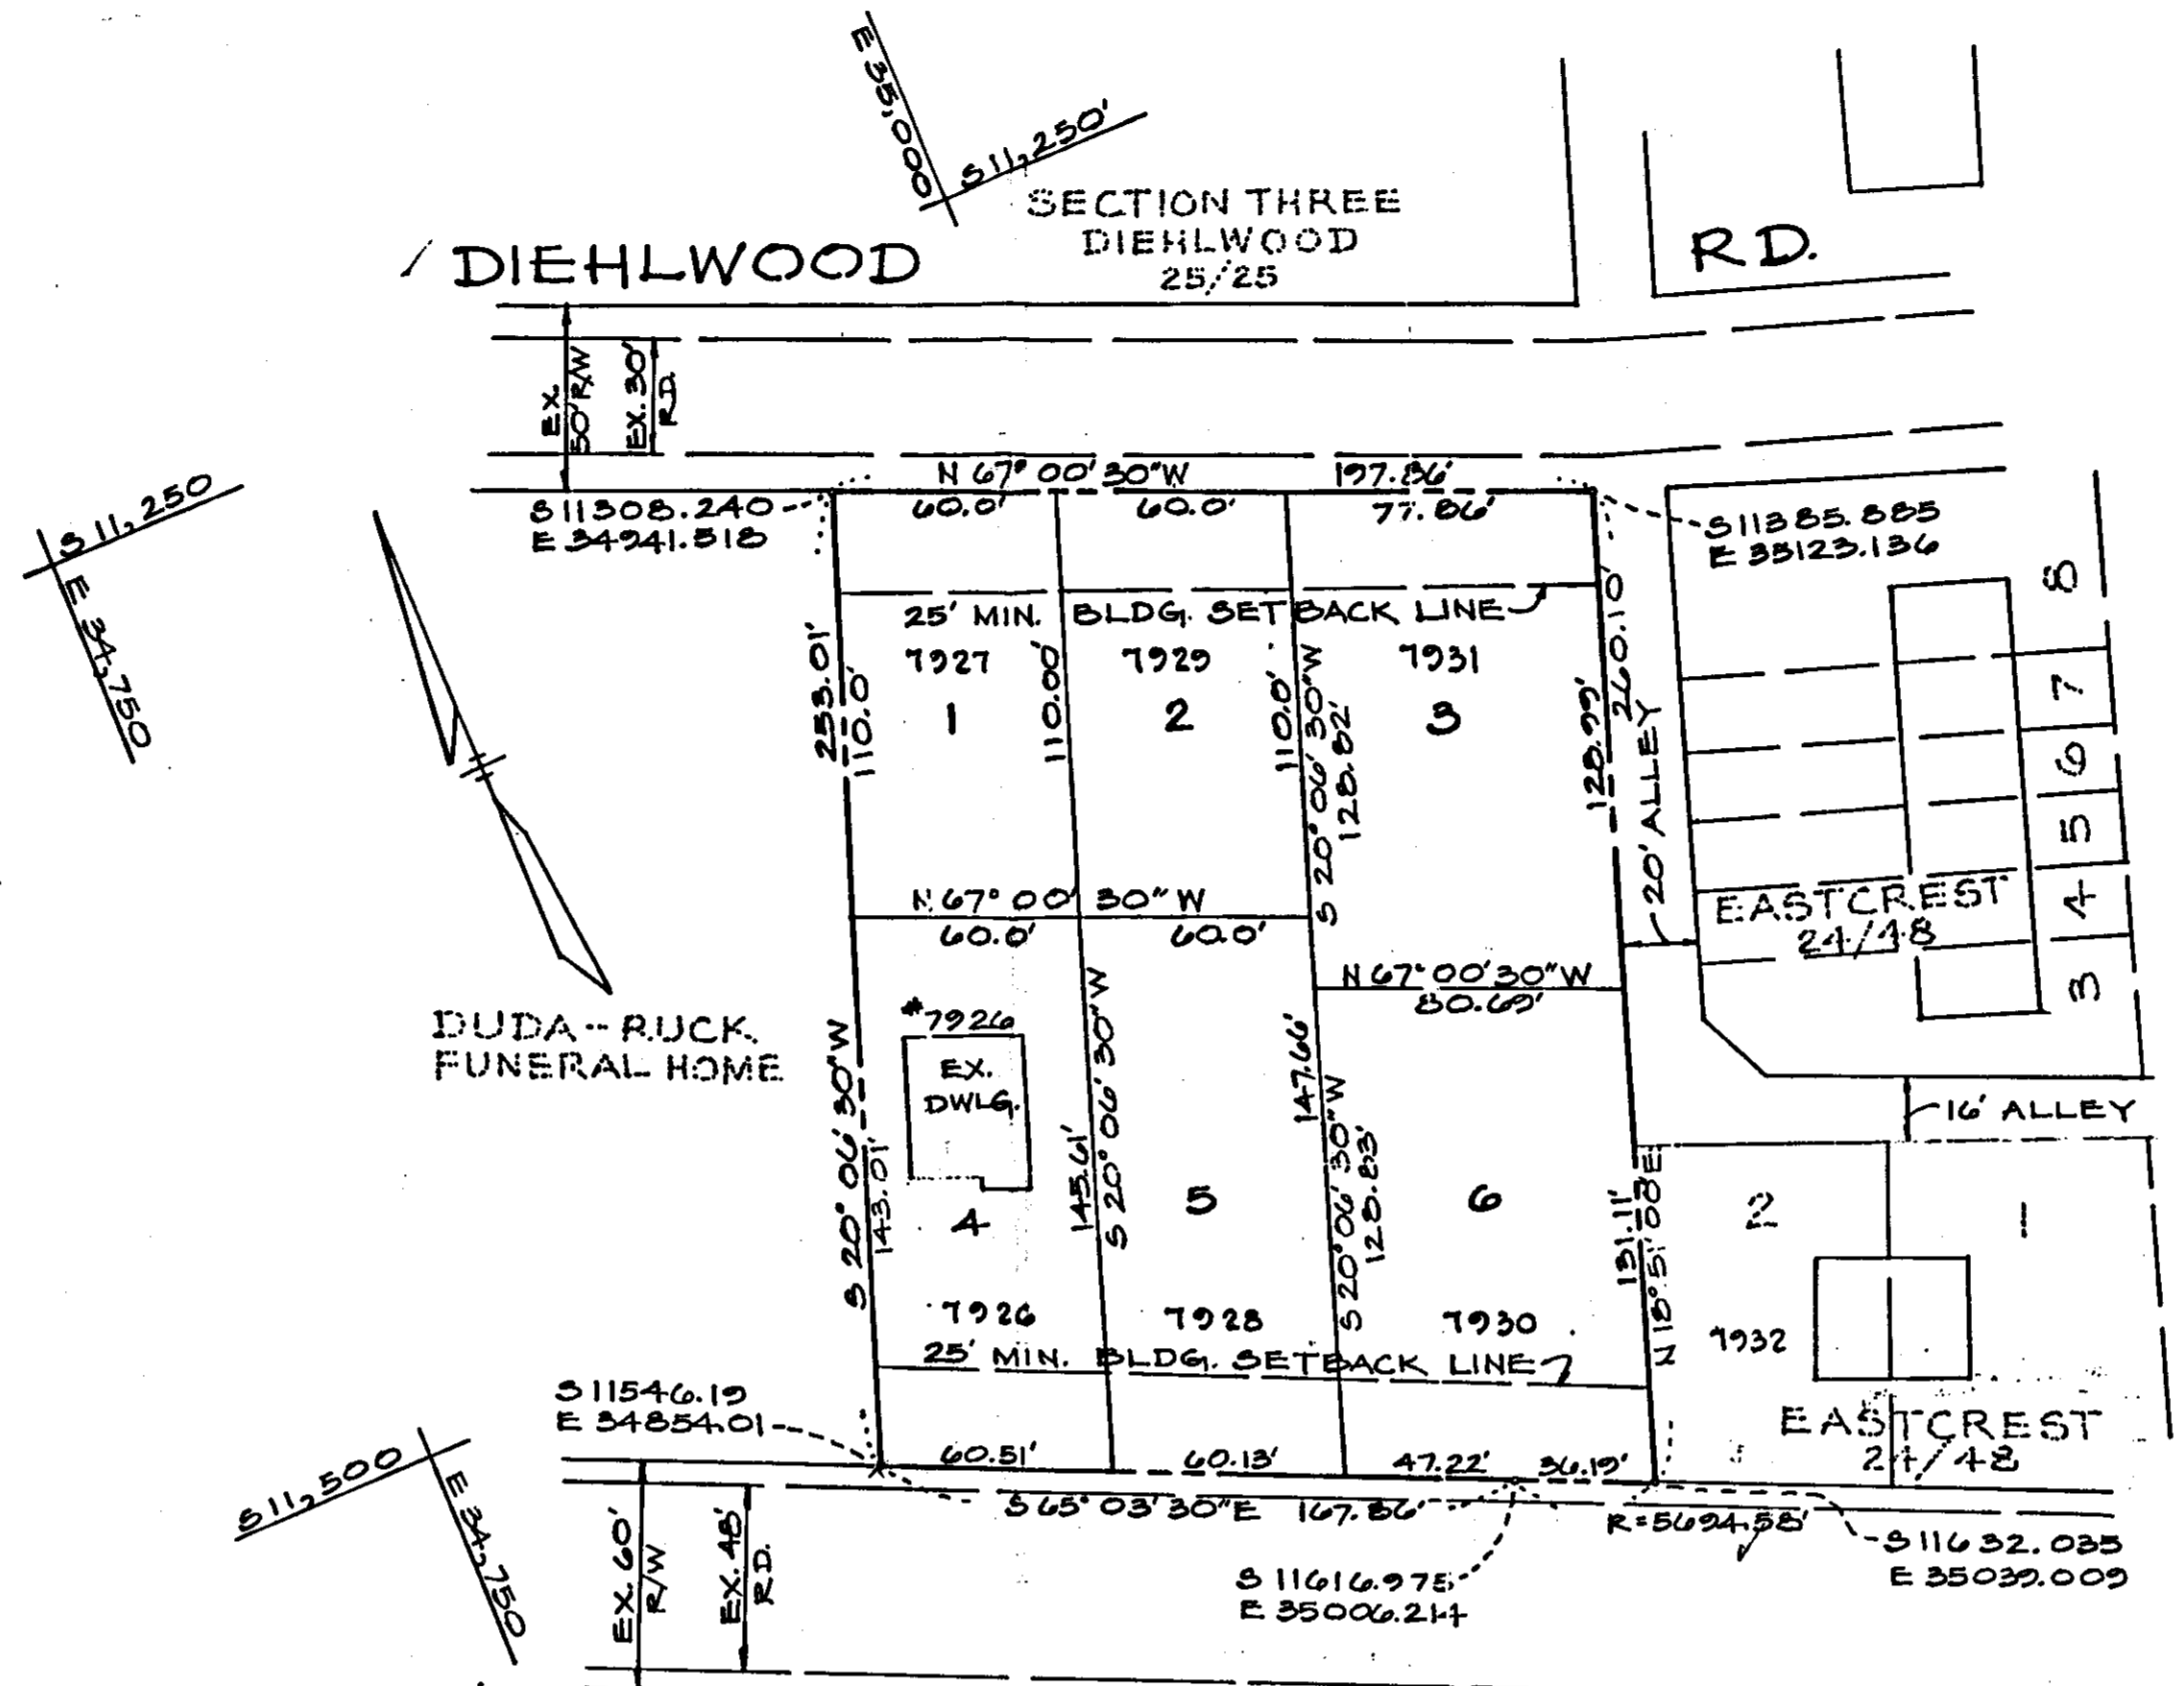 E 35,000
S 11,250'
SECTION THREE
DIEHLWOOD
25/25
DIEHLWOOD
RD.
EX.
50' R/W
EX. 30'
RD.
N 67° 00' 30" W
197.86'
S 11308.240
E 34941.518
60.0'
60.0'
77.86'
S 11385.885
E 35123.136
S 11,250
E 34,750
25' MIN. BLDG. SETBACK LINE
253.01'
110.0'
7927
1
110.00'
7929
2
110.0'
S 20° 06' 30" W
128.82'
7931
3
128.99'
260.10'
20' ALLEY
8
7
6
5
4
3
EASTCREST
24/48
N 67° 00' 30" W
60.0'
60.0'
N 67° 00' 30" W
80.69'
DUDA-RUCK
FUNERAL HOME
#7926
EX.
DWLG.
S 20° 06' 30" W
143.01'
4
7926
145.61'
S 20° 06' 30" W
5
7928
147.66'
S 20° 06' 30" W
128.83'
6
7930
131.11'
N 18° 51' 08" E
16' ALLEY
2
1
7932
25' MIN. BLDG. SETBACK LINE
EASTCREST
24/48
S 11546.19
E 34854.01
60.51'
60.13'
47.22'
36.19'
S 65° 03' 30" E 167.86'
R=5694.58'
S 11632.035
E 35039.009
S 11616.975
E 35006.214
S 11,500
E 34,750
EX. 60'
R/W
EX. 48'
RD.